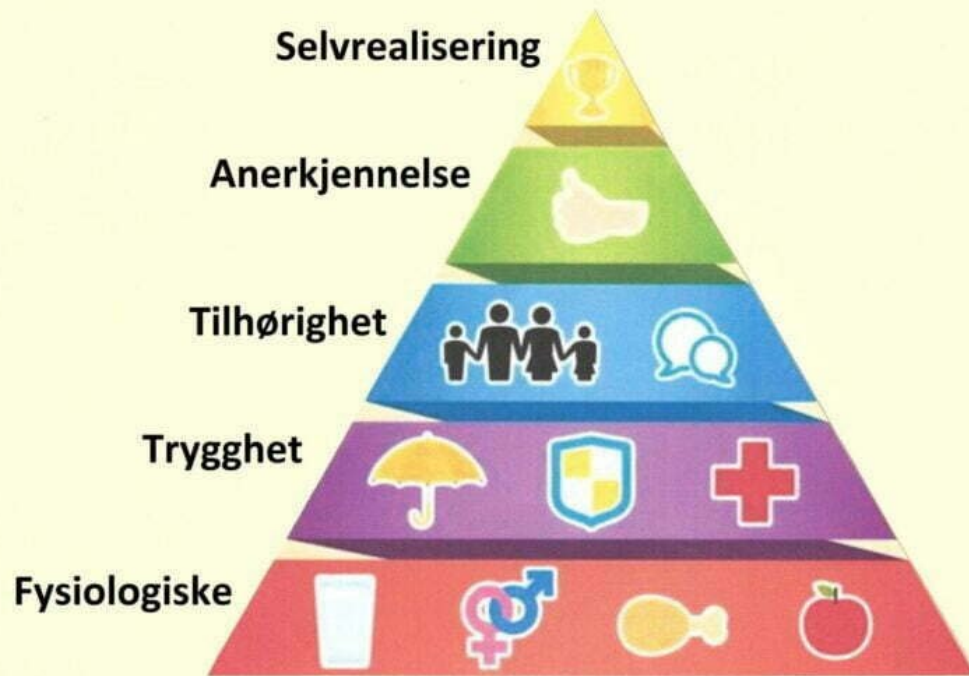 Selvrealisering
Anerkjennelse
Tilhørighet
Trygghet
Fysiologiske